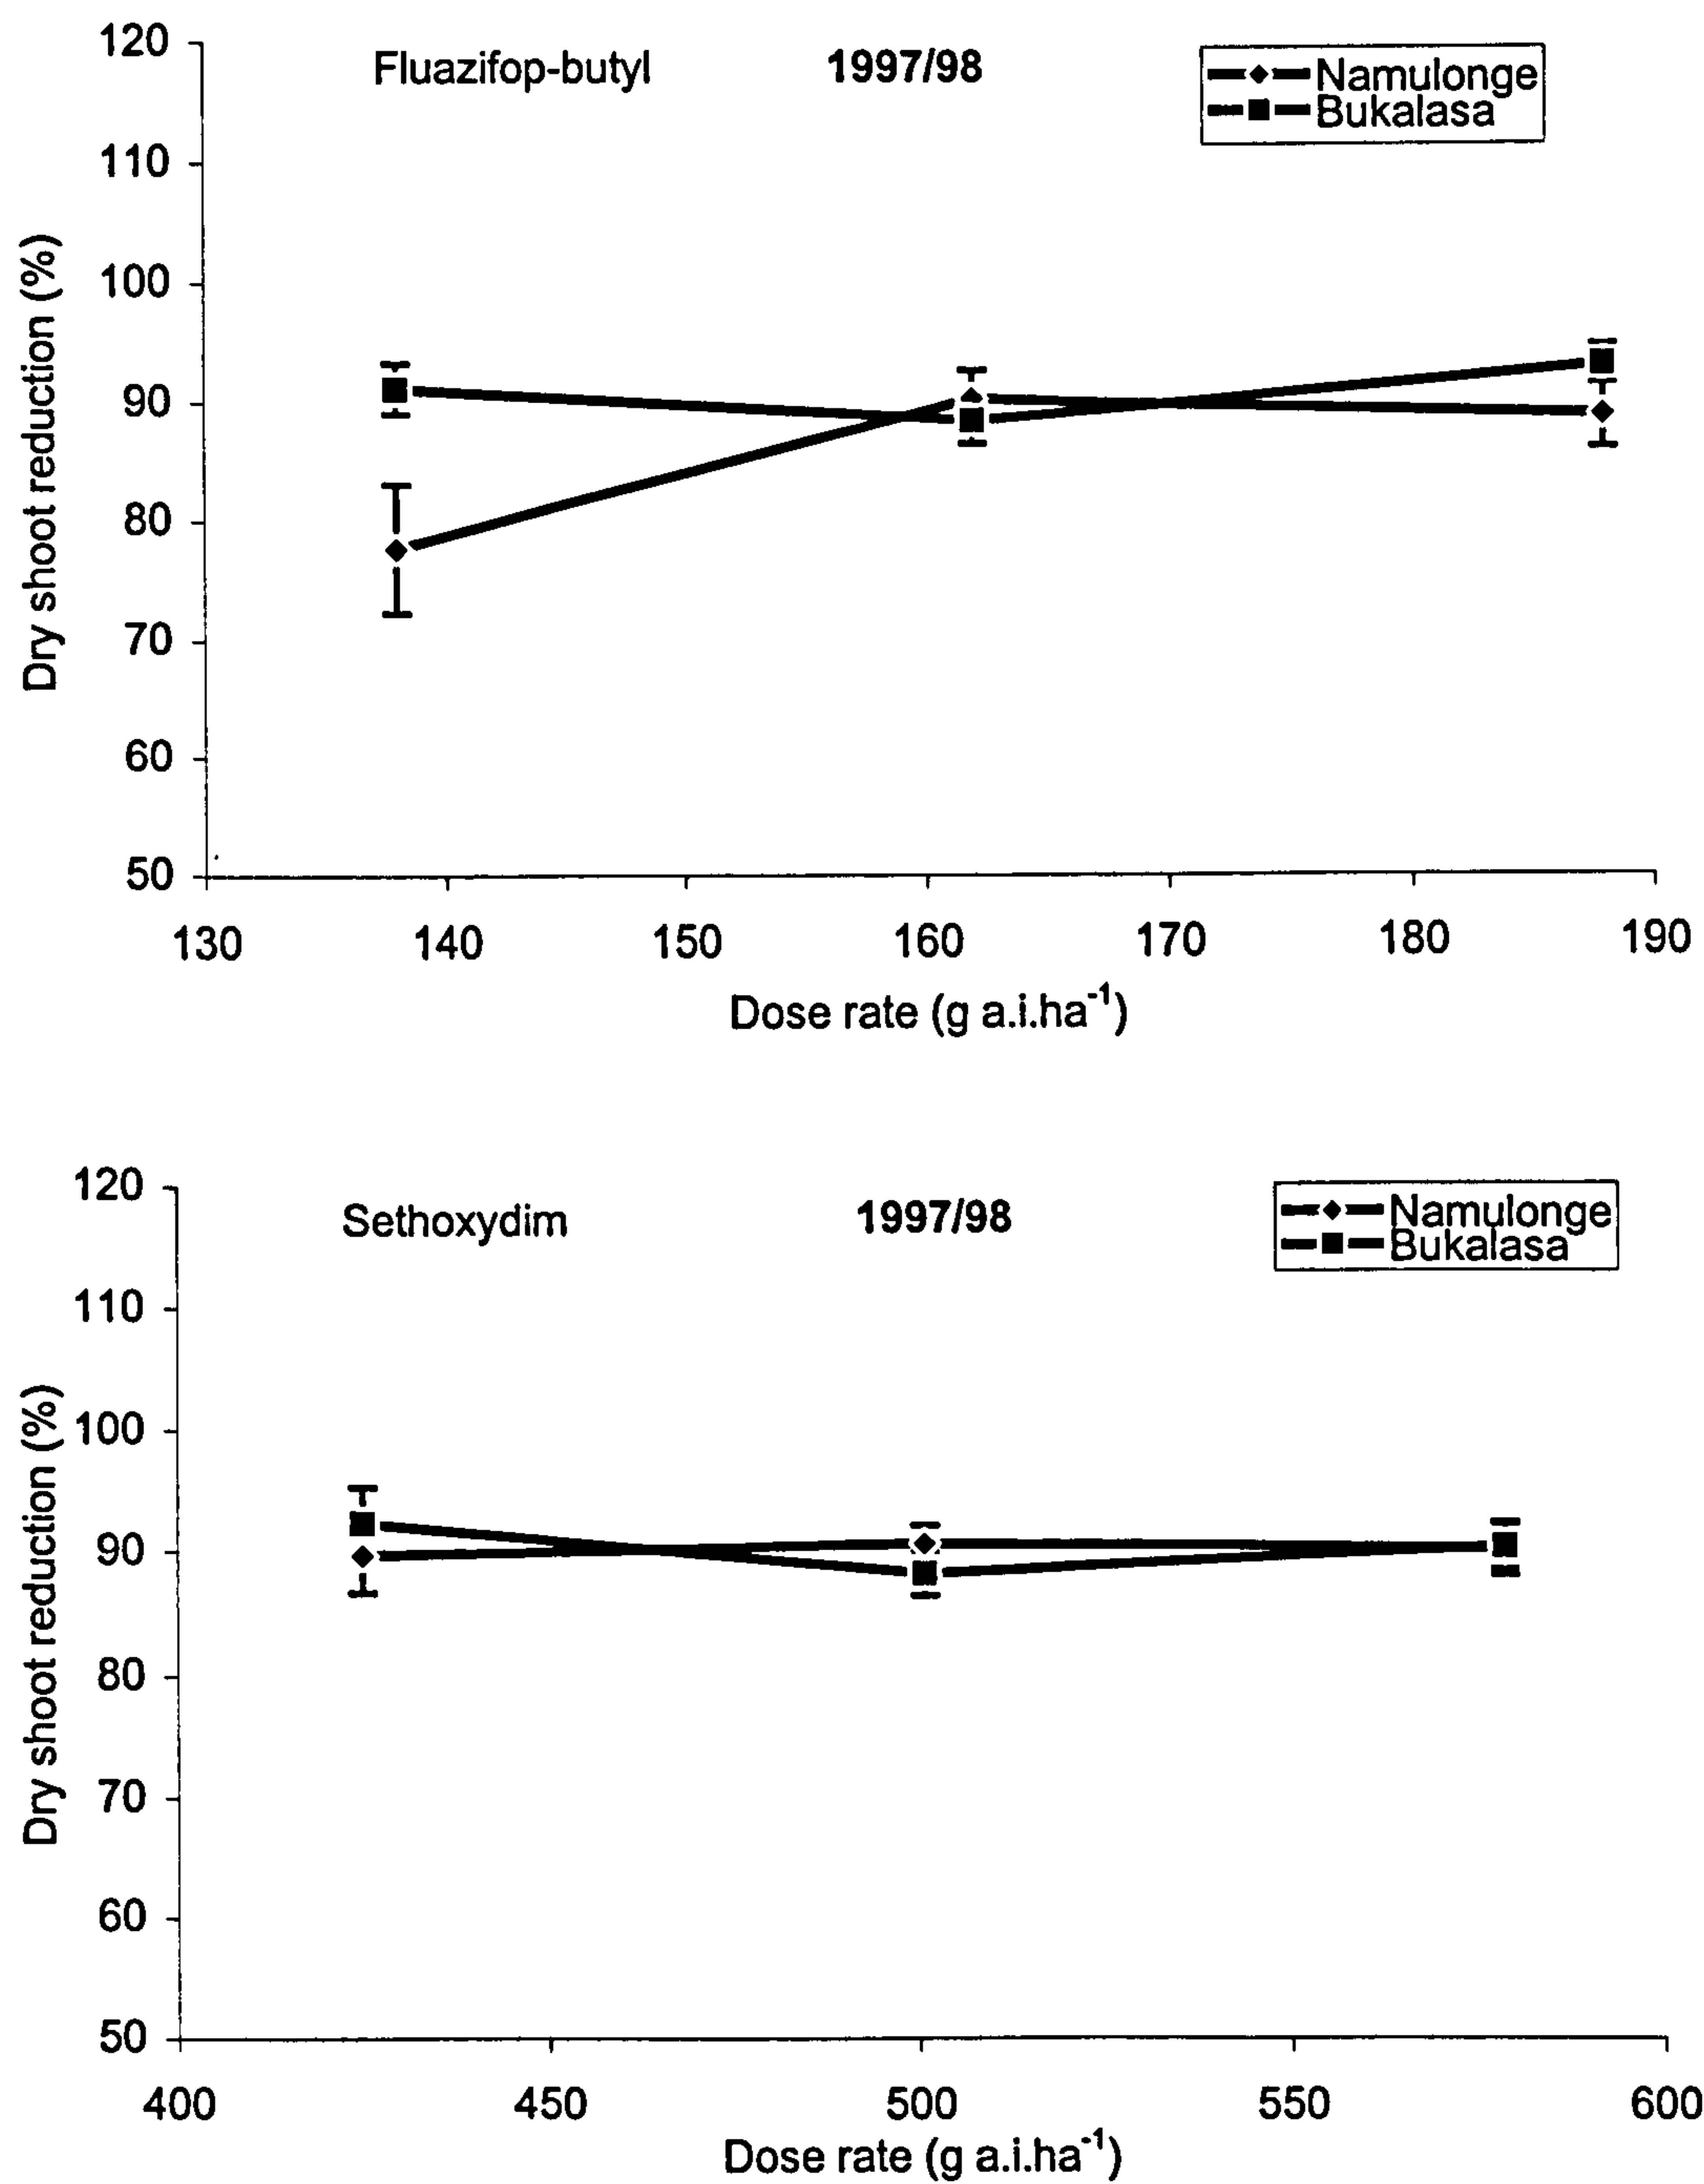 120
Fluazifop-butyl 1997/98
Namulonge
Bukalasa
110
100
90
80
70
60
50
Dry shoot reduction (%)
130 140 150 160 170 180 190
Dose rate (g a.i.ha⁻¹)
120
Sethoxydim 1997/98
Namulonge
Bukalasa
110
100
90
80
70
60
50
Dry shoot reduction (%)
400 450 500 550 600
Dose rate (g a.i.ha⁻¹)